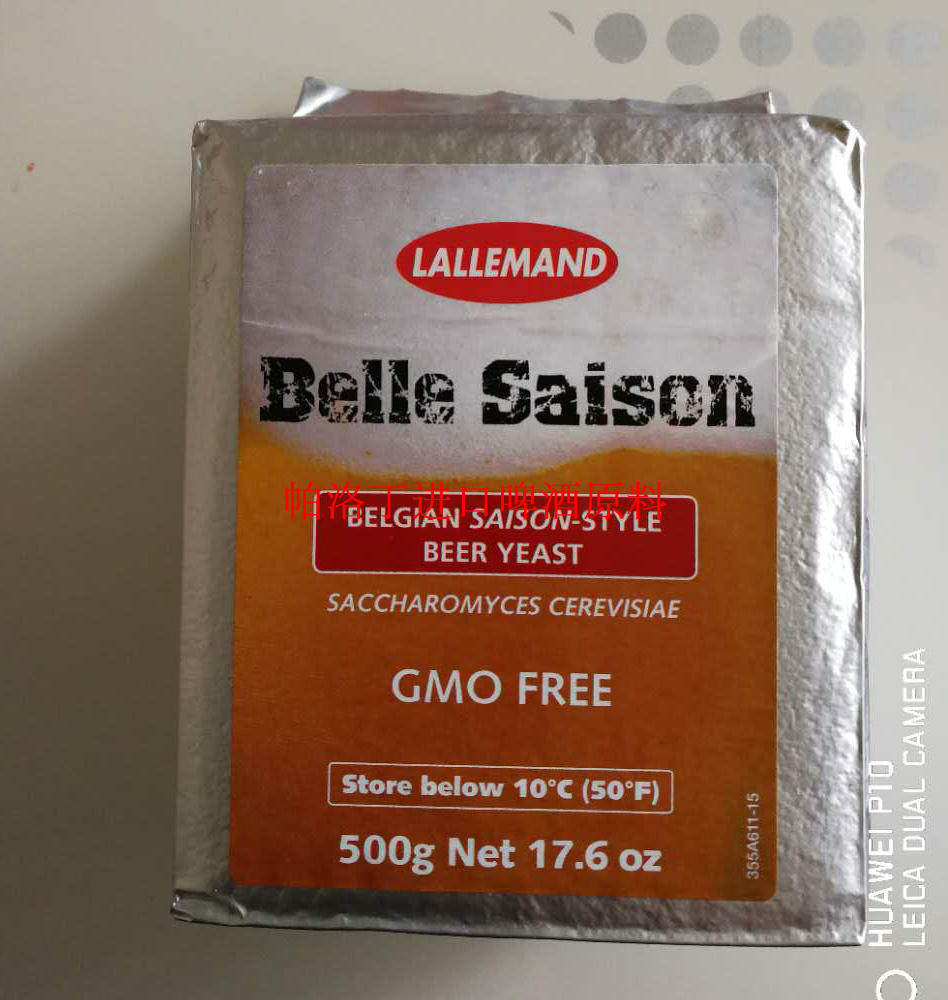 LALLEMAND
Belle Saison
帕洛丁进口啤酒原料
BELGIAN SAISON-STYLE
BEER YEAST
SACCHAROMYCES CEREVISIAE
GMO FREE
Store below 10°C (50°F)
500g Net 17.6 oz
355A611-15
HUAWEI P10
LEICA DUAL CAMERA